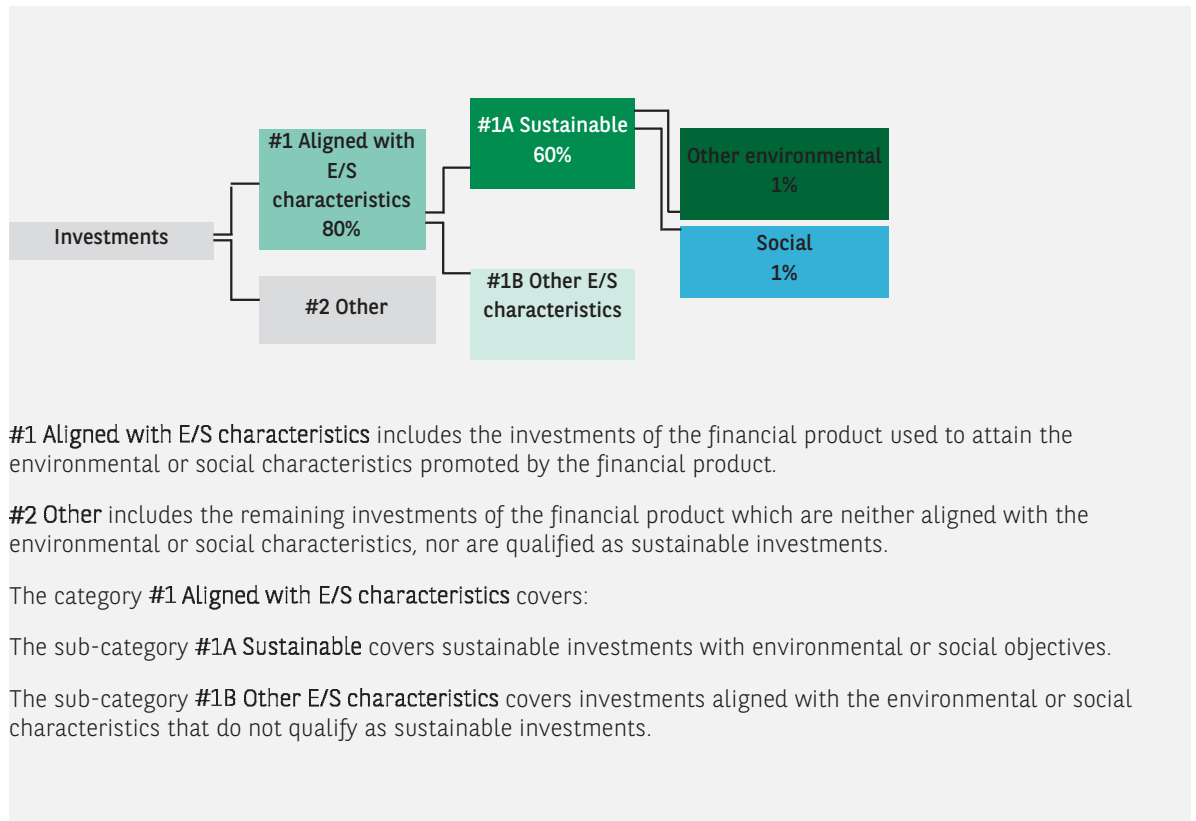 Investments
#1 Aligned with
E/S
characteristics
80%
#2 Other
#1A Sustainable
60%
#1B Other E/S
characteristics
Other environmental
1%
Social
1%
#1 Aligned with E/S characteristics includes the investments of the financial product used to attain the
environmental or social characteristics promoted by the financial product.
#2 Other includes the remaining investments of the financial product which are neither aligned with the
environmental or social characteristics, nor are qualified as sustainable investments.
The category #1 Aligned with E/S characteristics covers:
The sub-category #1A Sustainable covers sustainable investments with environmental or social objectives.
The sub-category #1B Other E/S characteristics covers investments aligned with the environmental or social
characteristics that do not qualify as sustainable investments.